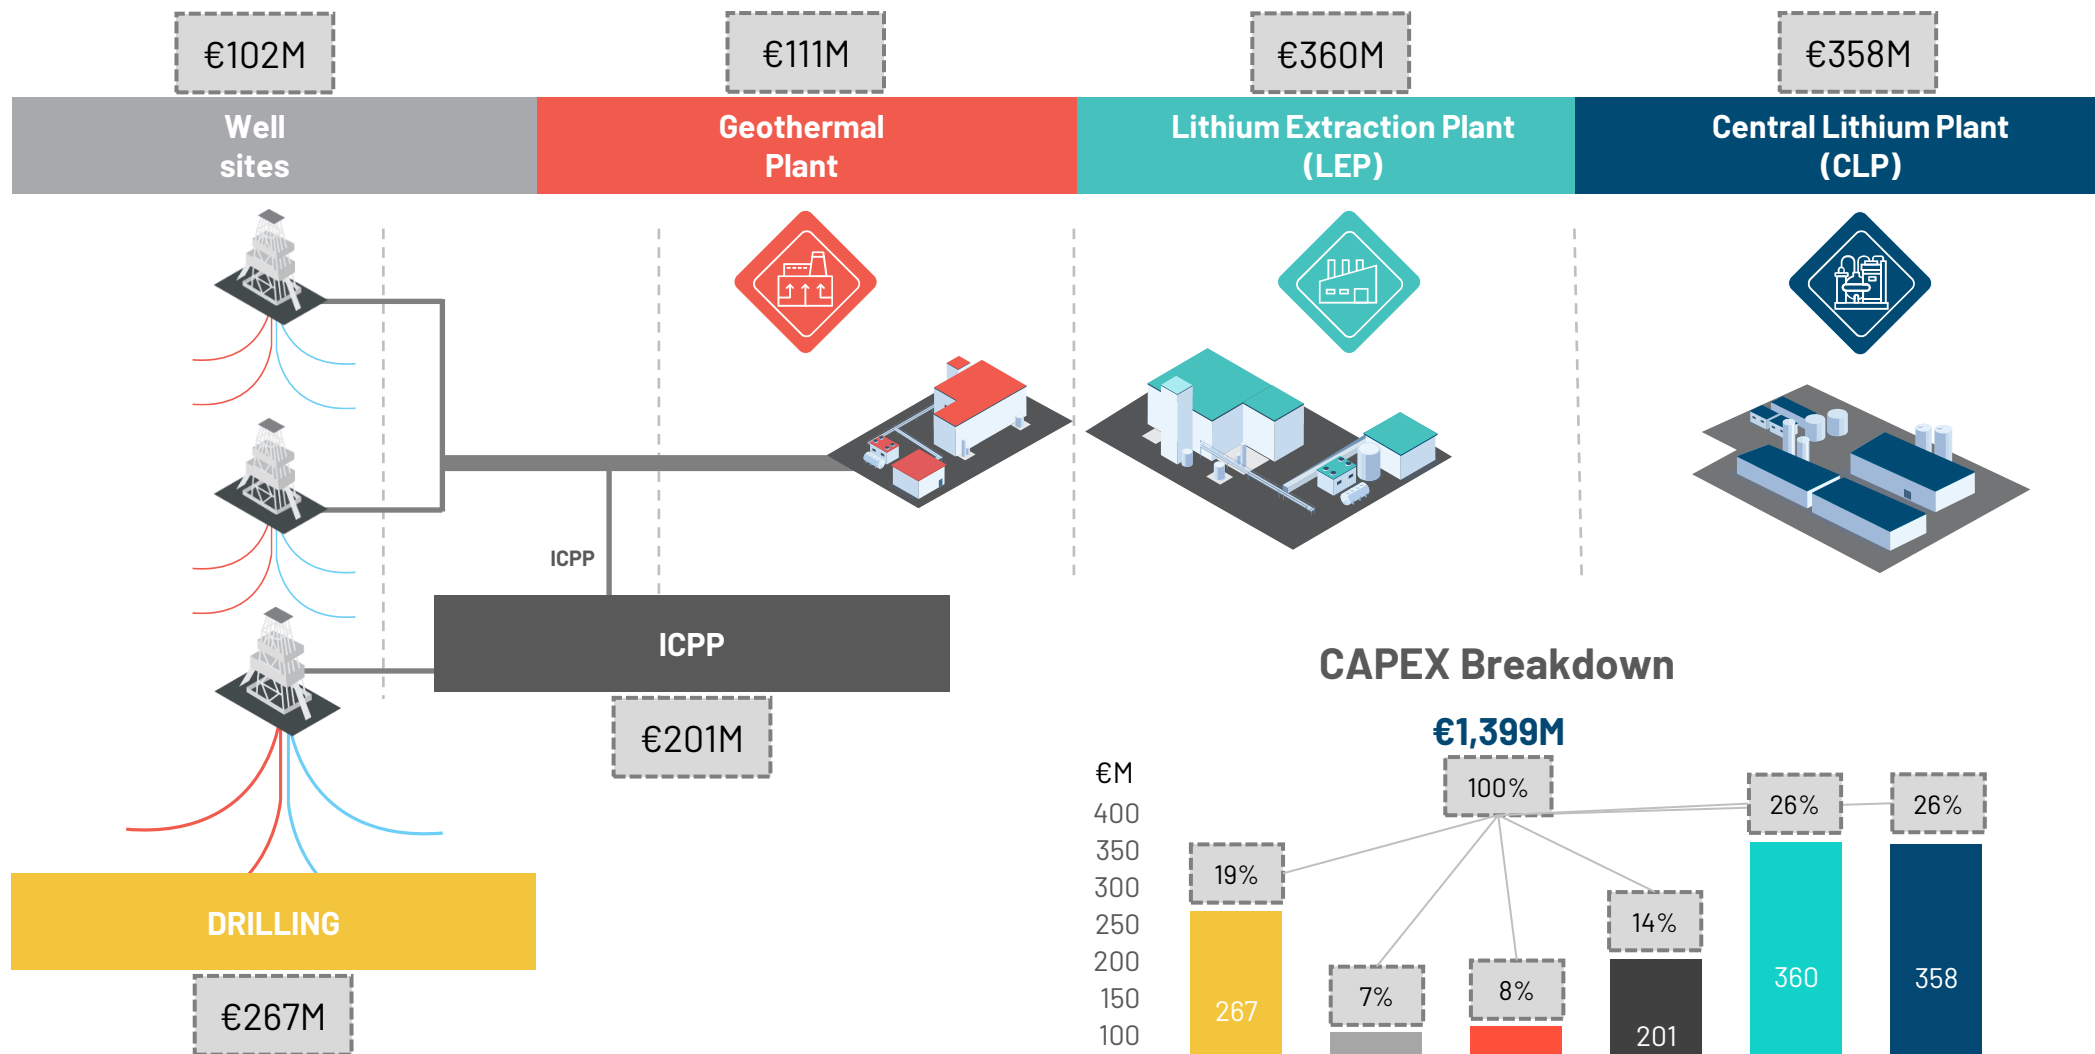 €102M
€111M
€360M
€358M
Well
sites
Geothermal
Plant
Lithium Extraction Plant
(LEP)
Central Lithium Plant
(CLP)
ICPP
ICPP
€201M
DRILLING
€267M
CAPEX Breakdown
€1,399M
€M
100%
400
350
300
250
200
150
100
19%
7%
8%
14%
26%
26%
267
201
360
358